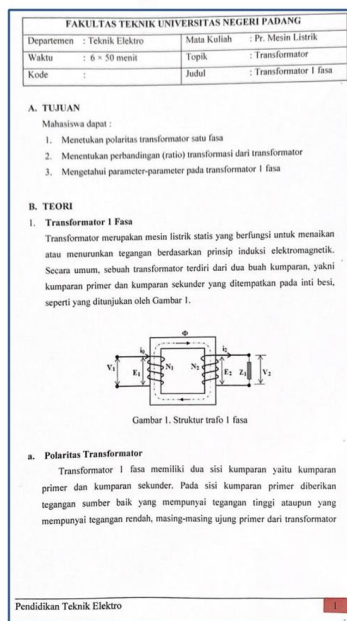 FAKULTAS TEKNIK UNIVERSITAS NEGERI PADANG
Departemen : Teknik Elektro Mata Kuliah : Pr. Mesin Listrik
Waktu : 6 × 50 menit Topik : Transformator
Kode : Judul : Transformator 1 fasa
A. TUJUAN
Mahasiswa dapat :
1. Menetukan polaritas transformator satu fasa
2. Menentukan perbandingan (ratio) transformasi dari transformator
3. Mengetahui parameter-parameter pada transformator 1 fasa
B. TEORI
1. Transformator 1 Fasa
Transformator merupakan mesin listrik statis yang berfungsi untuk menaikan
atau menurunkan tegangan berdasarkan prinsip induksi elektromagnetik.
Secara umum, sebuah transformator terdiri dari dua buah kumparan, yakni
kumparan primer dan kumparan sekunder yang ditempatkan pada inti besi,
seperti yang ditunjukan oleh Gambar 1.
Φ
V₁ E₁ N₁ N₂ E₂ V₂
Gambar 1. Struktur trafo 1 fasa
a. Polaritas Transformator
Transformator 1 fasa memiliki dua sisi kumparan yaitu kumparan
primer dan kumparan sekunder. Pada sisi kumparan primer diberikan
tegangan sumber baik yang mempunyai tegangan tinggi ataupun yang
mempunyai tegangan rendah, masing-masing ujung primer dari transformator
Pendidikan Teknik Elektro 1